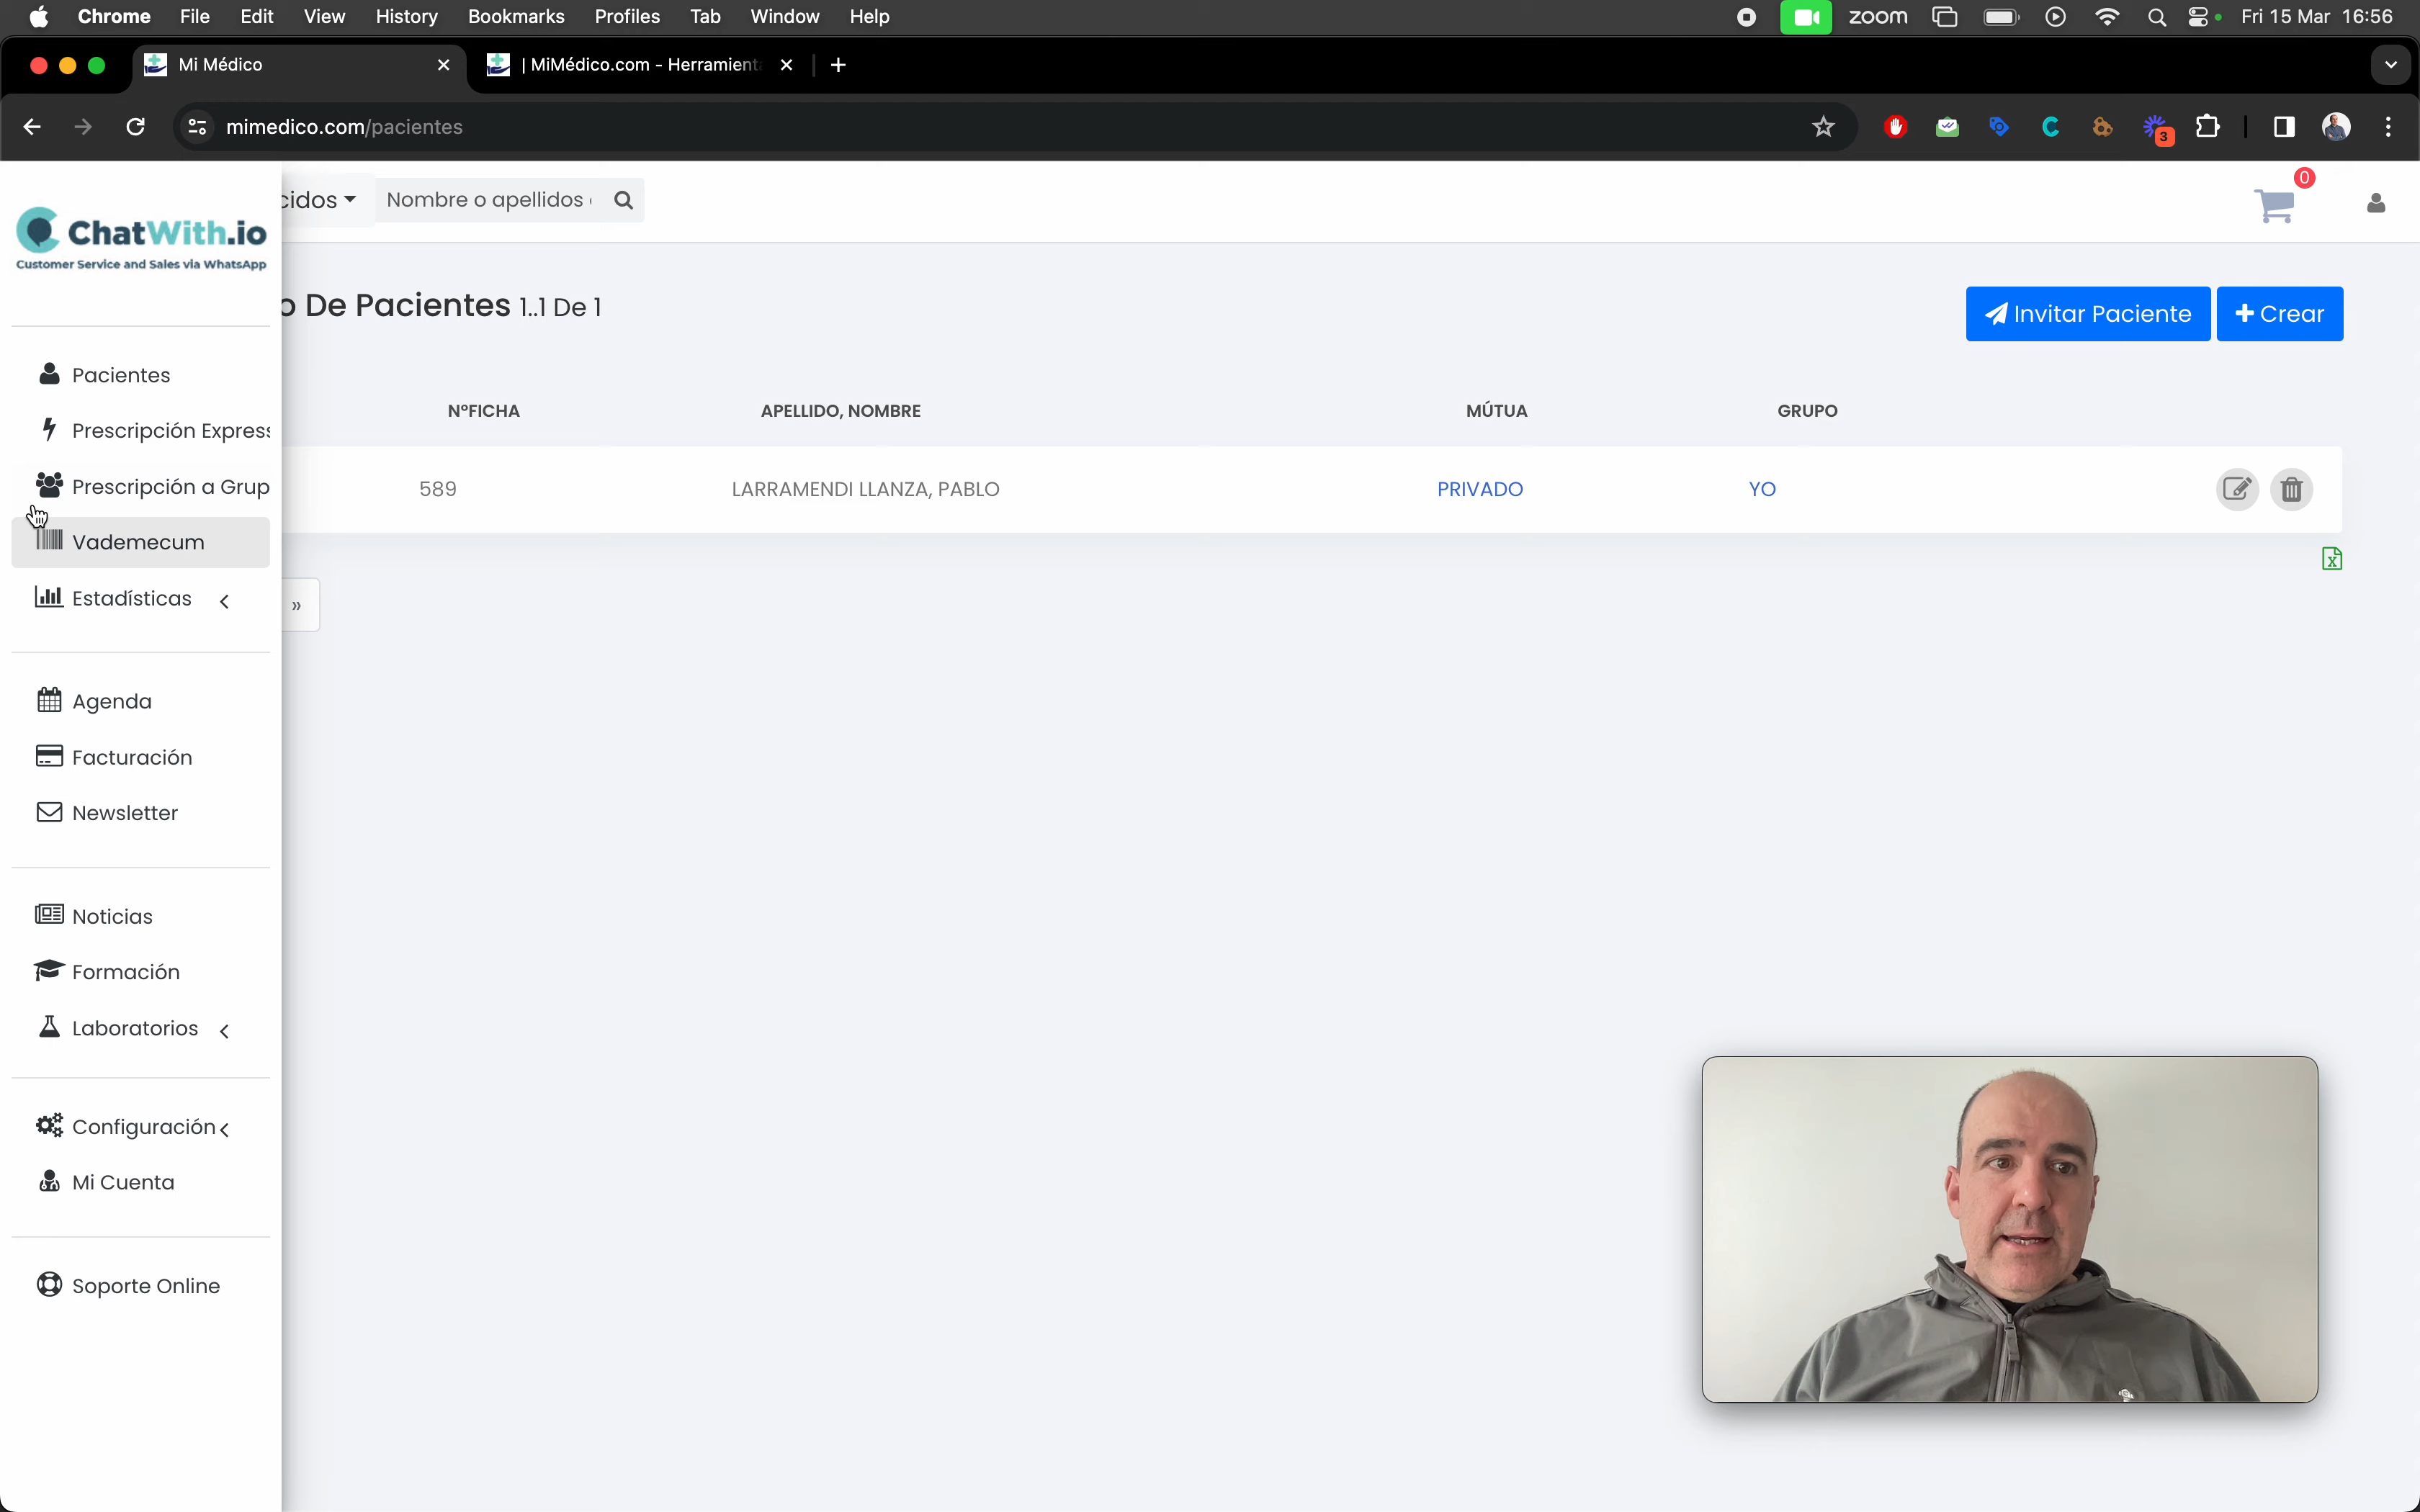 Chrome File Edit View History Bookmarks Profiles Tab Window Help zoom Fri 15 Mar 16:56
Mi Médico | MiMédico.com - Herramient
mimedico.com/pacientes 3
cidos Nombre o apellidos 0
ChatWith.io
Customer Service and Sales via WhatsApp
o De Pacientes 1..1 De 1 Invitar Paciente + Crear
Pacientes
Prescripción Express
Prescripción a Grup
Vademecum
Estadísticas
Agenda
Facturación
Newsletter
Noticias
Formación
Laboratorios
Configuración
Mi Cuenta
Soporte Online
NºFICHA APELLIDO, NOMBRE MÚTUA GRUPO
589 LARRAMENDI LLANZA, PABLO PRIVADO YO
»